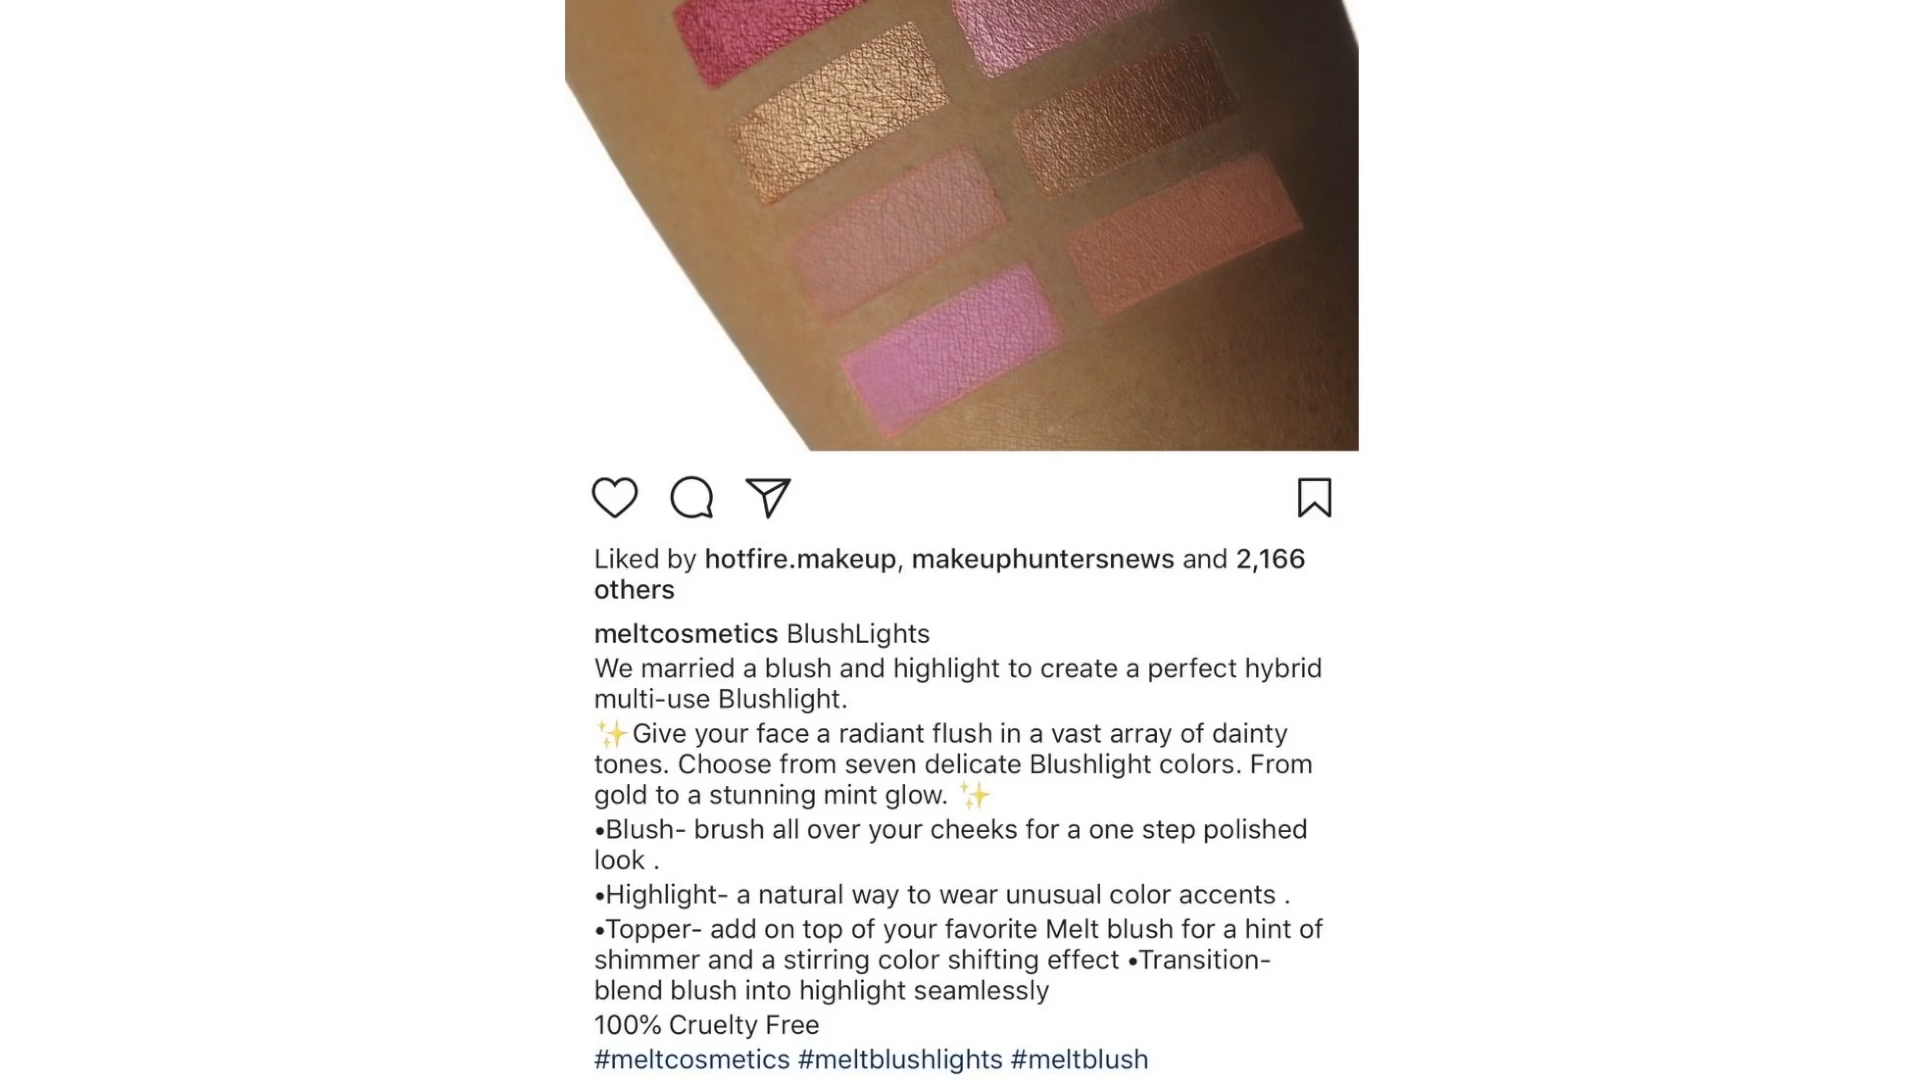 Liked by hotfire.makeup, makeuphuntersnews and 2,166
others
meltcosmetics BlushLights
We married a blush and highlight to create a perfect hybrid
multi-use Blushlight.
✨Give your face a radiant flush in a vast array of dainty
tones. Choose from seven delicate Blushlight colors. From
gold to a stunning mint glow. ✨
•Blush- brush all over your cheeks for a one step polished
look .
•Highlight- a natural way to wear unusual color accents .
•Topper- add on top of your favorite Melt blush for a hint of
shimmer and a stirring color shifting effect •Transition-
blend blush into highlight seamlessly
100% Cruelty Free
#meltcosmetics #meltblushlights #meltblush